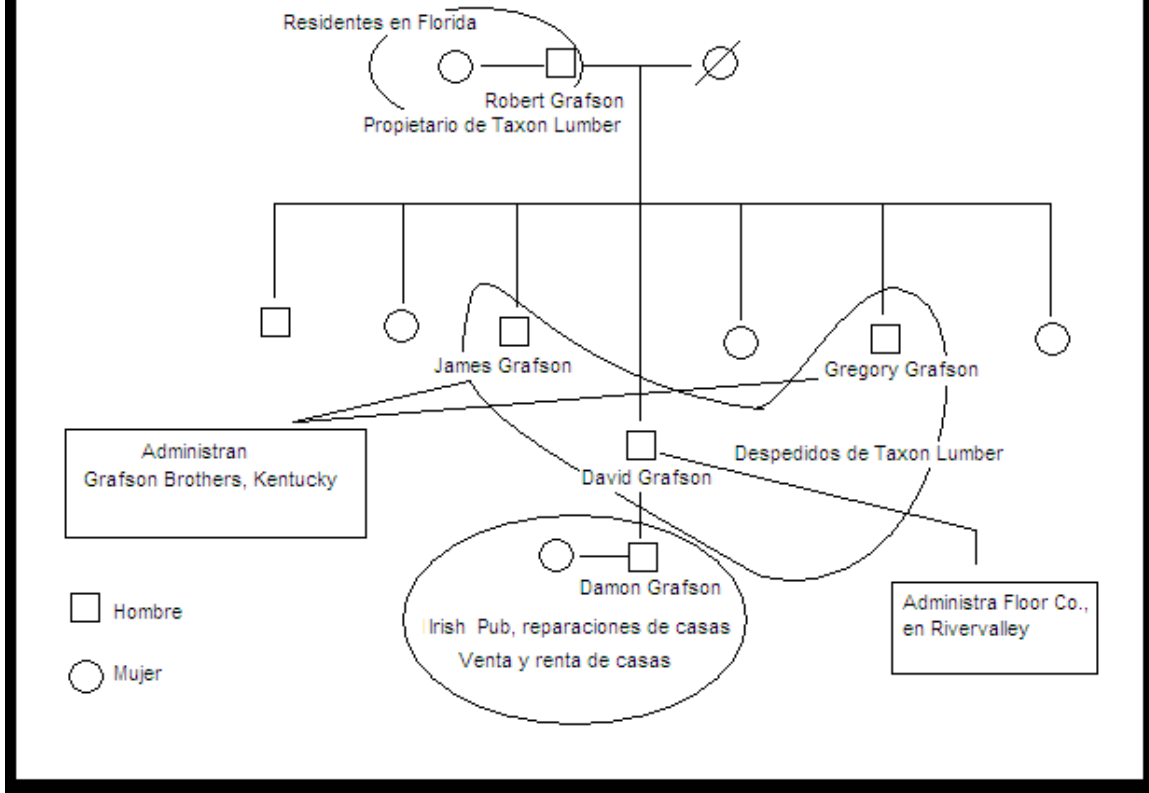 Residentes en Florida
Robert Grafson
Propietario de Taxon Lumber
James Grafson
Gregory Grafson
Administran
Grafson Brothers, Kentucky
David Grafson
Despedidos de Taxon Lumber
Damon Grafson
Irish Pub, reparaciones de casas
Venta y renta de casas
Administra Floor Co.,
en Rivervalley
Hombre
Mujer